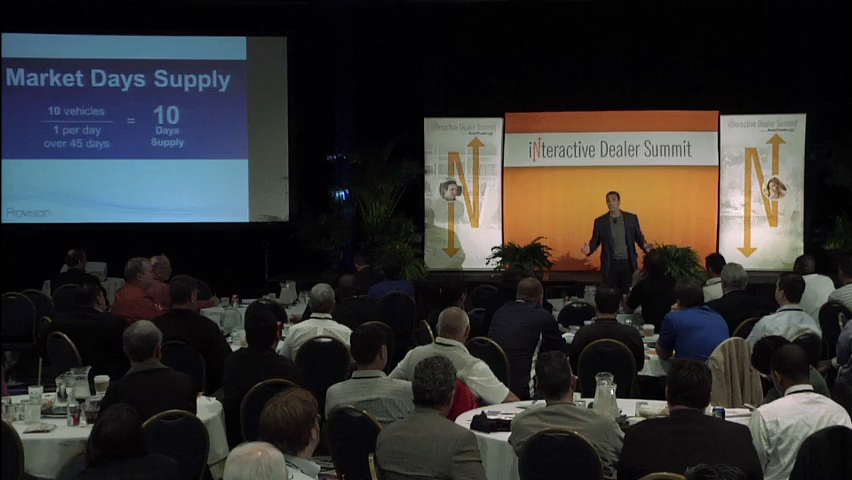 Market Days Supply
10 vehicles
1 per day
over 45 days
=
10
Days
Supply
Provision
iNteractive Dealer Summit
iNteractive Dealer Summit
iNteractive Dealer Summit